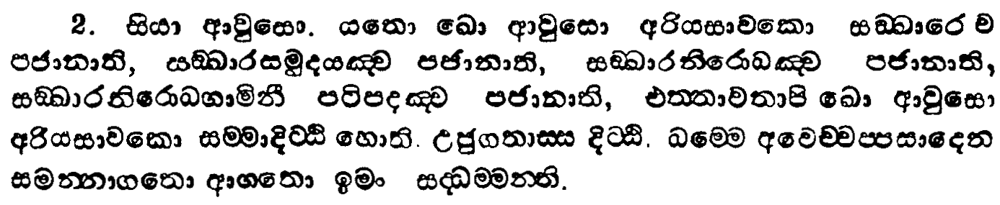 2. සියා ආවුසො. යතො ඛො ආවුසො අරියසාවකො සඞ්ඛාරෙ ච
පජානාති, සඞ්ඛාරසමුදයඤ්ච පජානාති, සඞ්ඛාරනිරොධඤ්ච පජානාති,
සඞ්ඛාරනිරොධගාමිනී පටිපදඤ්ච පජානාති, එත්තාවතාපි ඛො ආවුසො
අරියසාවකො සම්මාදිට්ඨි හොති. උජුගතාස්ස දිට්ඨි. ධම්මෙ අවෙච්චප්පසාදෙන
සමන්නාගතො ආගතො ඉමං සද්ධම්මන්ති.